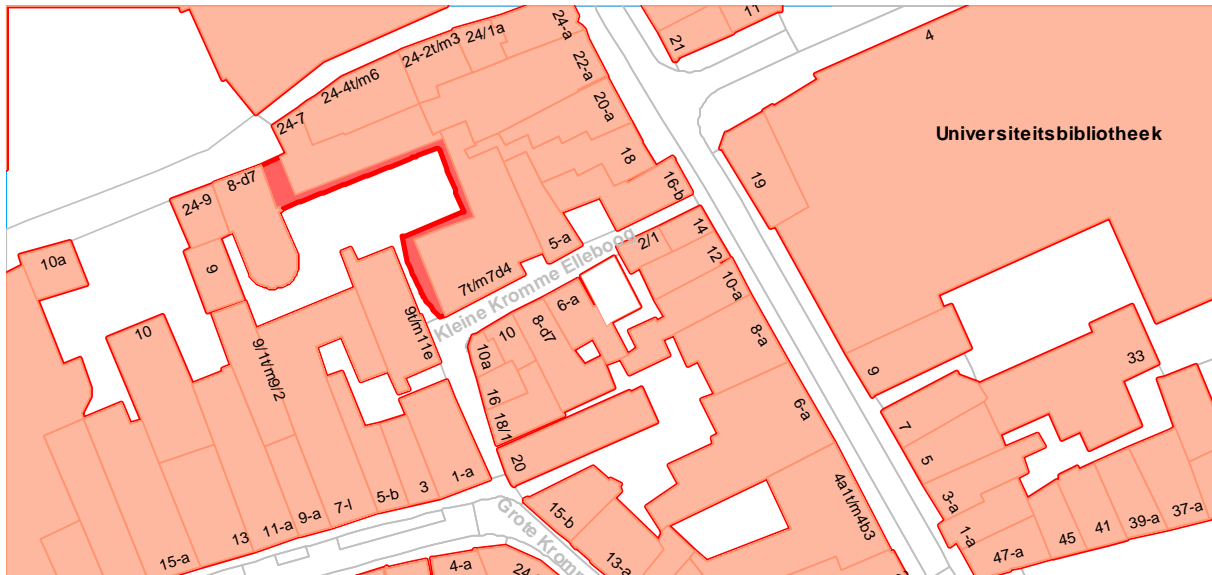 24-a
11
21
4
24/1a
24-2t/m3
22-a
24-4t/m6
20-a
24-7
Universiteitsbibliotheek
18
8-d7
16-b
19
24-9
14
2/1
5-a
12
10a
9
7t/m7d4
Kleine Kromme Elleboog
10-a
6-a
9t/m11e
10
8-d7
8-a
10
10a
33
9
9/1t/m9/2
16
6-a
18/1
7
5
20
1-a
3
5-b
7-l
9-a
11-a
13
15-a
4a1t/m4b3
3-a
1-a
37-a
39-a
41
45
47-a
15-b
Grote Kromm
13-a
4-a
24